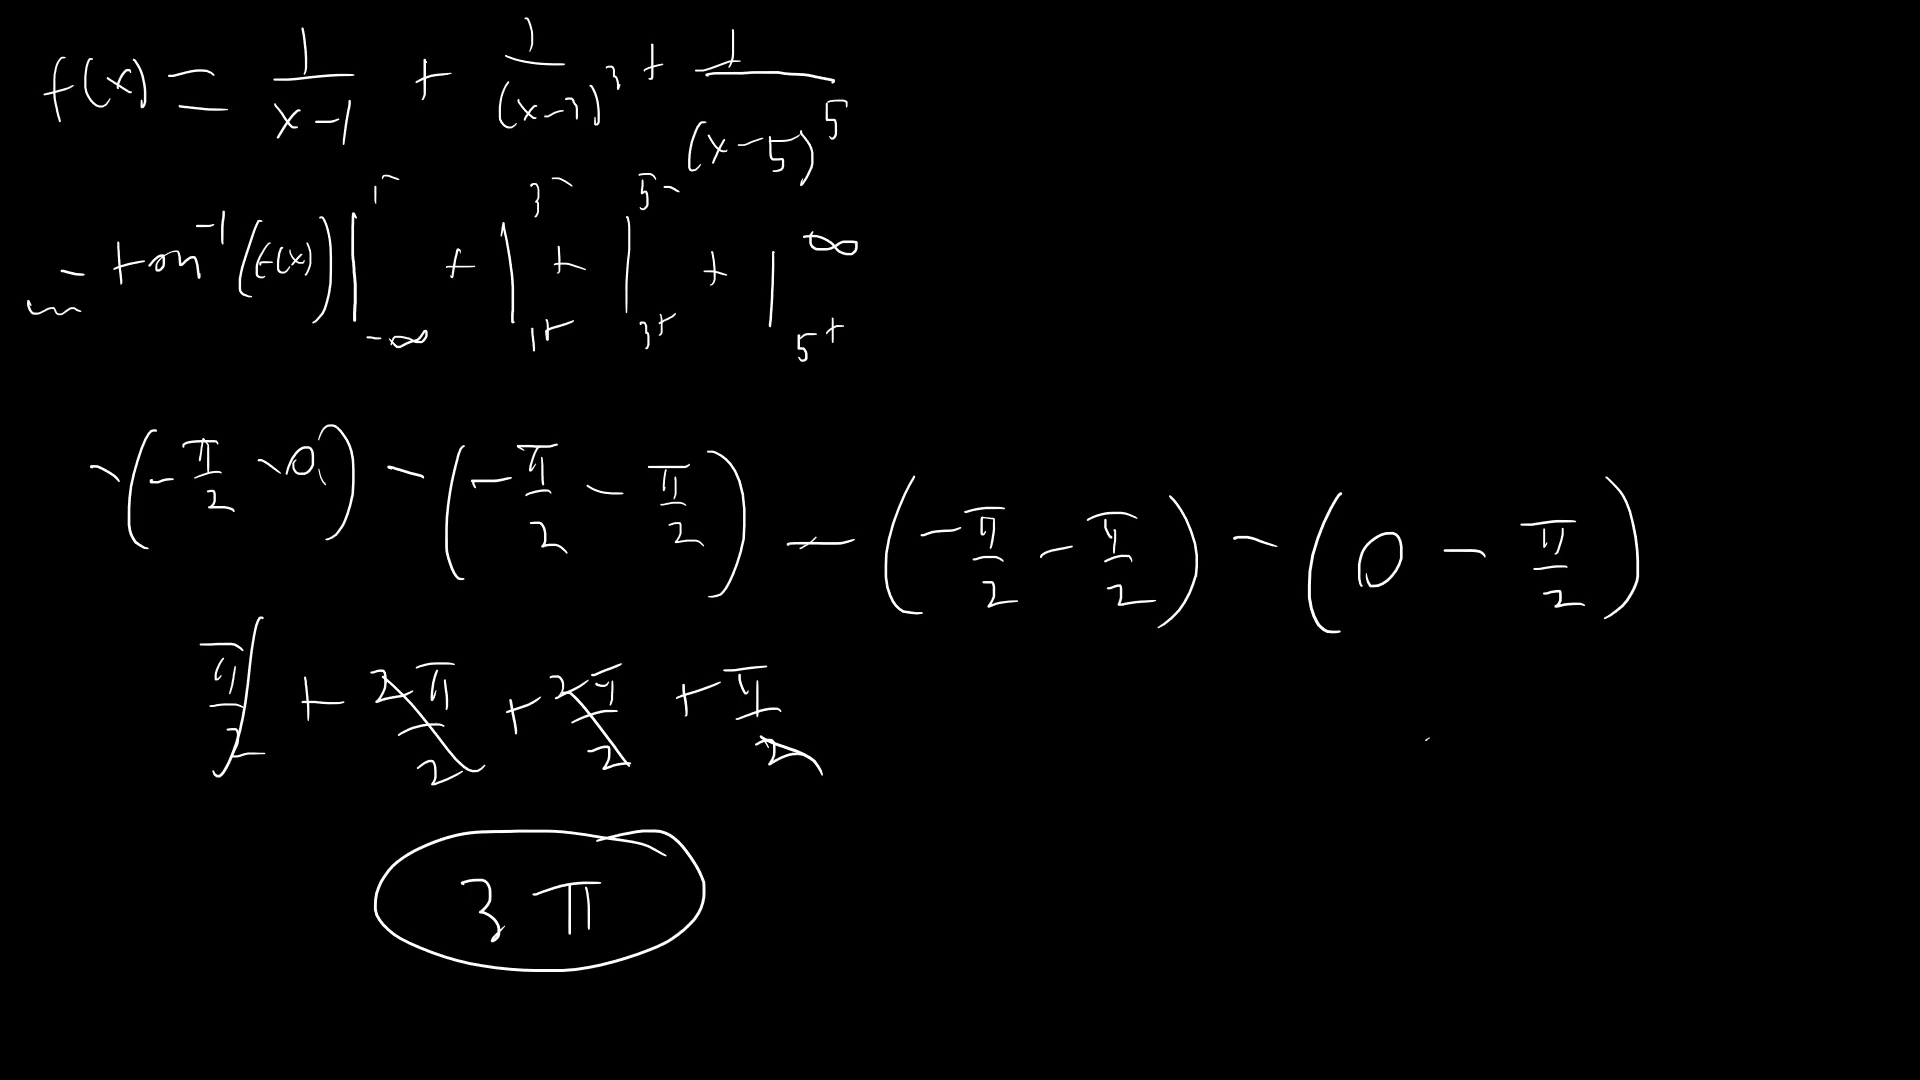 f(x) = 1/(x-1) + 1/(x-3)^3 + 1/(x-5)^5
- tan^-1(f(x)) |_{-∞}^{1^-} + |_{1^+}^{3^-} + |_{3^+}^{5^-} + |_{5^+}^{∞}
-(-π/2 - 0) - (-π/2 - π/2) - (-π/2 - π/2) - (0 - π/2)
π/2 + 2π/2 + 2π/2 + π/2
3π